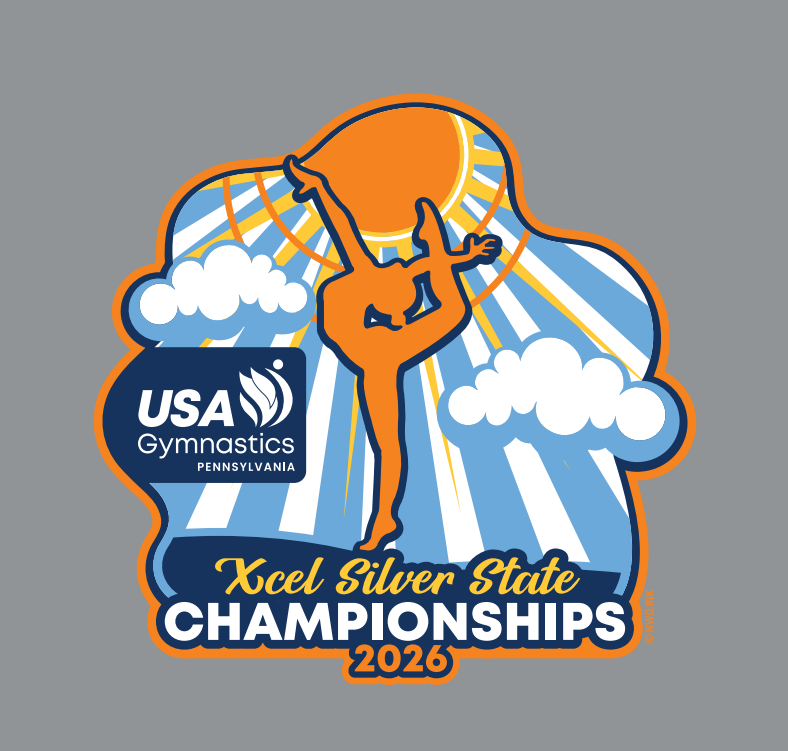 USA
Gymnastics
PENNSYLVANIA
Xcel Silver State
CHAMPIONSHIPS
2026